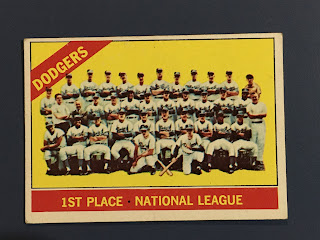 DODGERS
1ST PLACE · NATIONAL LEAGUE